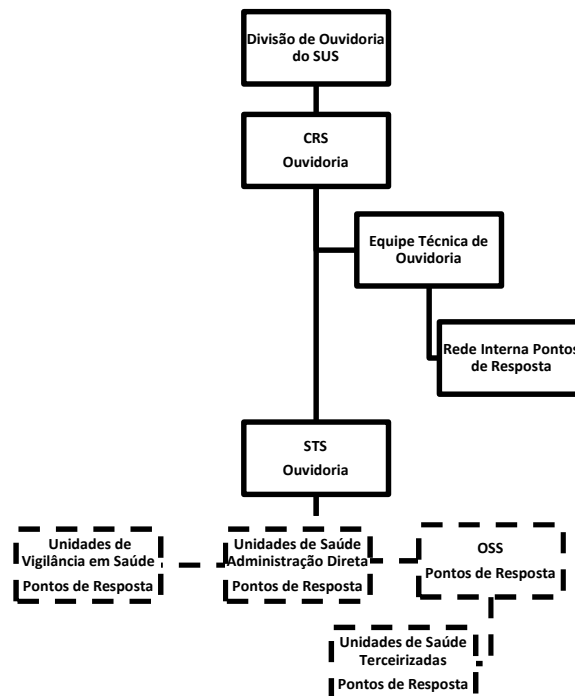 Divisão de Ouvidoria
do SUS
CRS
Ouvidoria
Equipe Técnica de
Ouvidoria
Rede Interna Pontos
de Resposta
STS
Ouvidoria
Unidades de
Vigilância em Saúde
Pontos de Resposta
Unidades de Saúde
Administração Direta
Pontos de Resposta
OSS
Pontos de Resposta
Unidades de Saúde
Terceirizadas
Pontos de Resposta